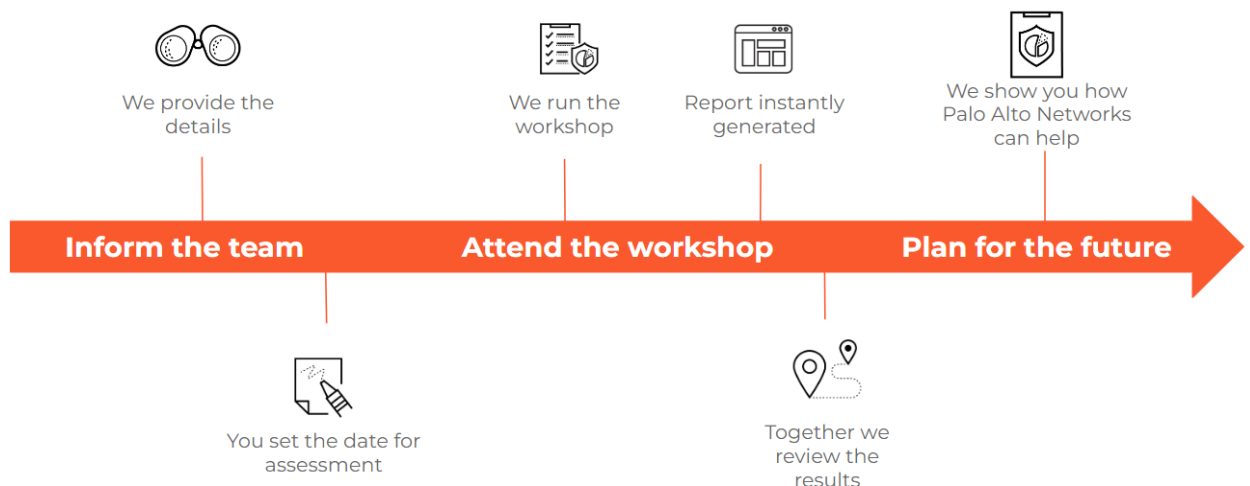 We provide the
details
We run the
workshop
Report instantly
generated
We show you how
Palo Alto Networks
can help
Inform the team
Attend the workshop
Plan for the future
You set the date for
assessment
Together we
review the
results